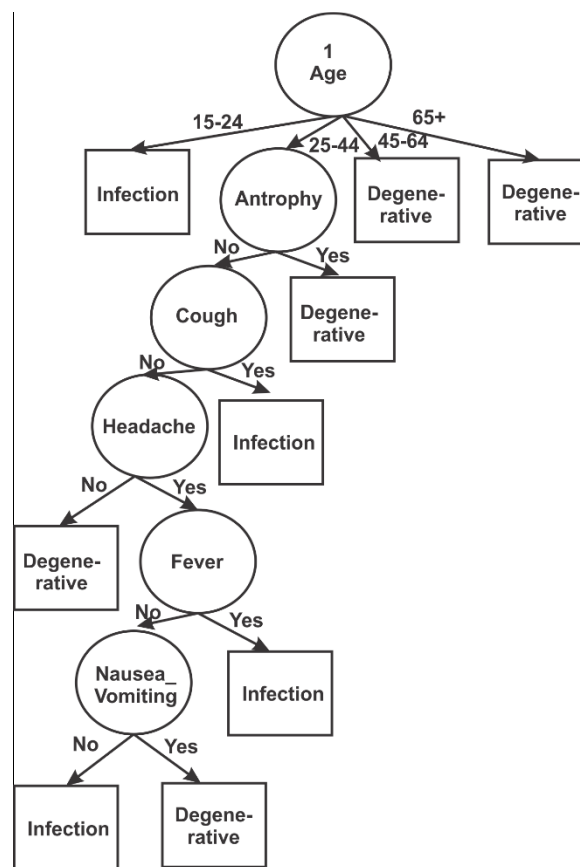 1
Age
15-24
25-44
45-64
65+
Infection
Antrophy
Degene-
rative
Degene-
rative
No
Yes
Cough
Degene-
rative
No
Yes
Headache
Infection
No
Yes
Degene-
rative
Fever
No
Yes
Nausea_
Vomiting
Infection
No
Yes
Infection
Degene-
rative